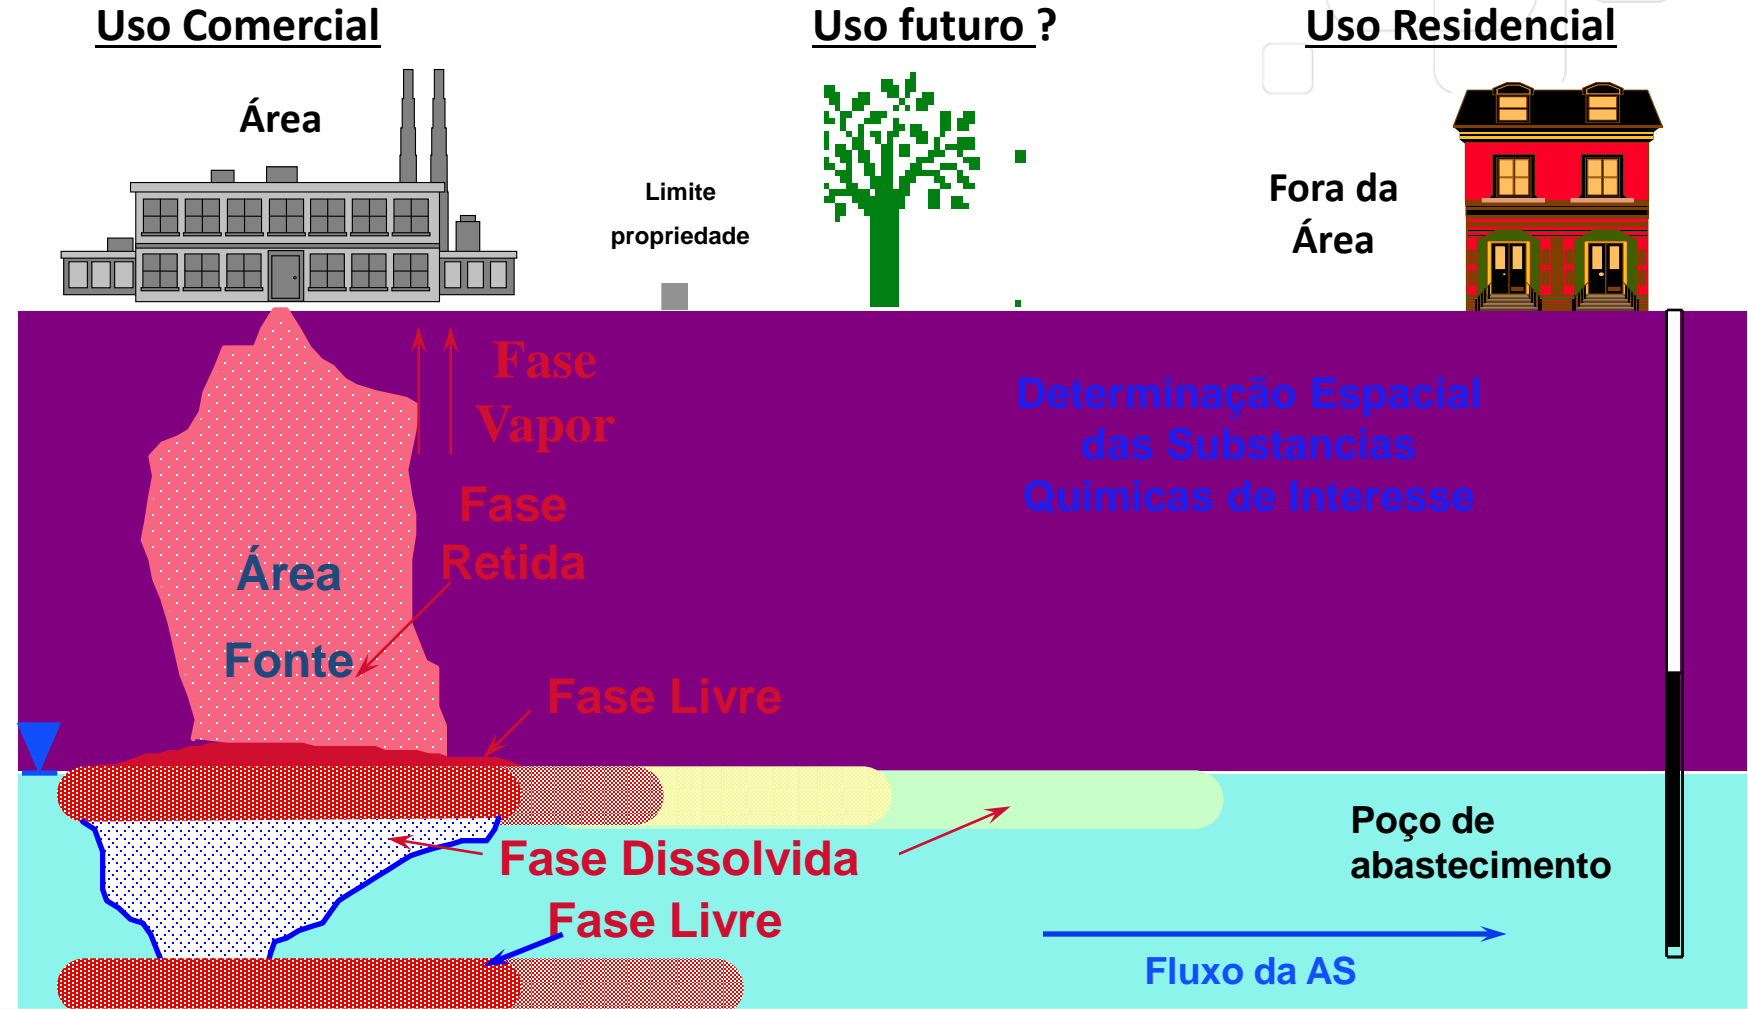 Uso Comercial
Uso futuro ?
Uso Residencial
Área
Limite
propriedade
Fora da
Área
Fase
Vapor
Determinação Espacial
das Substancias
Quimicas de Interesse
Fase
Retida
Área
Fonte
Fase Livre
Poço de
abastecimento
Fase Dissolvida
Fase Livre
Fluxo da AS